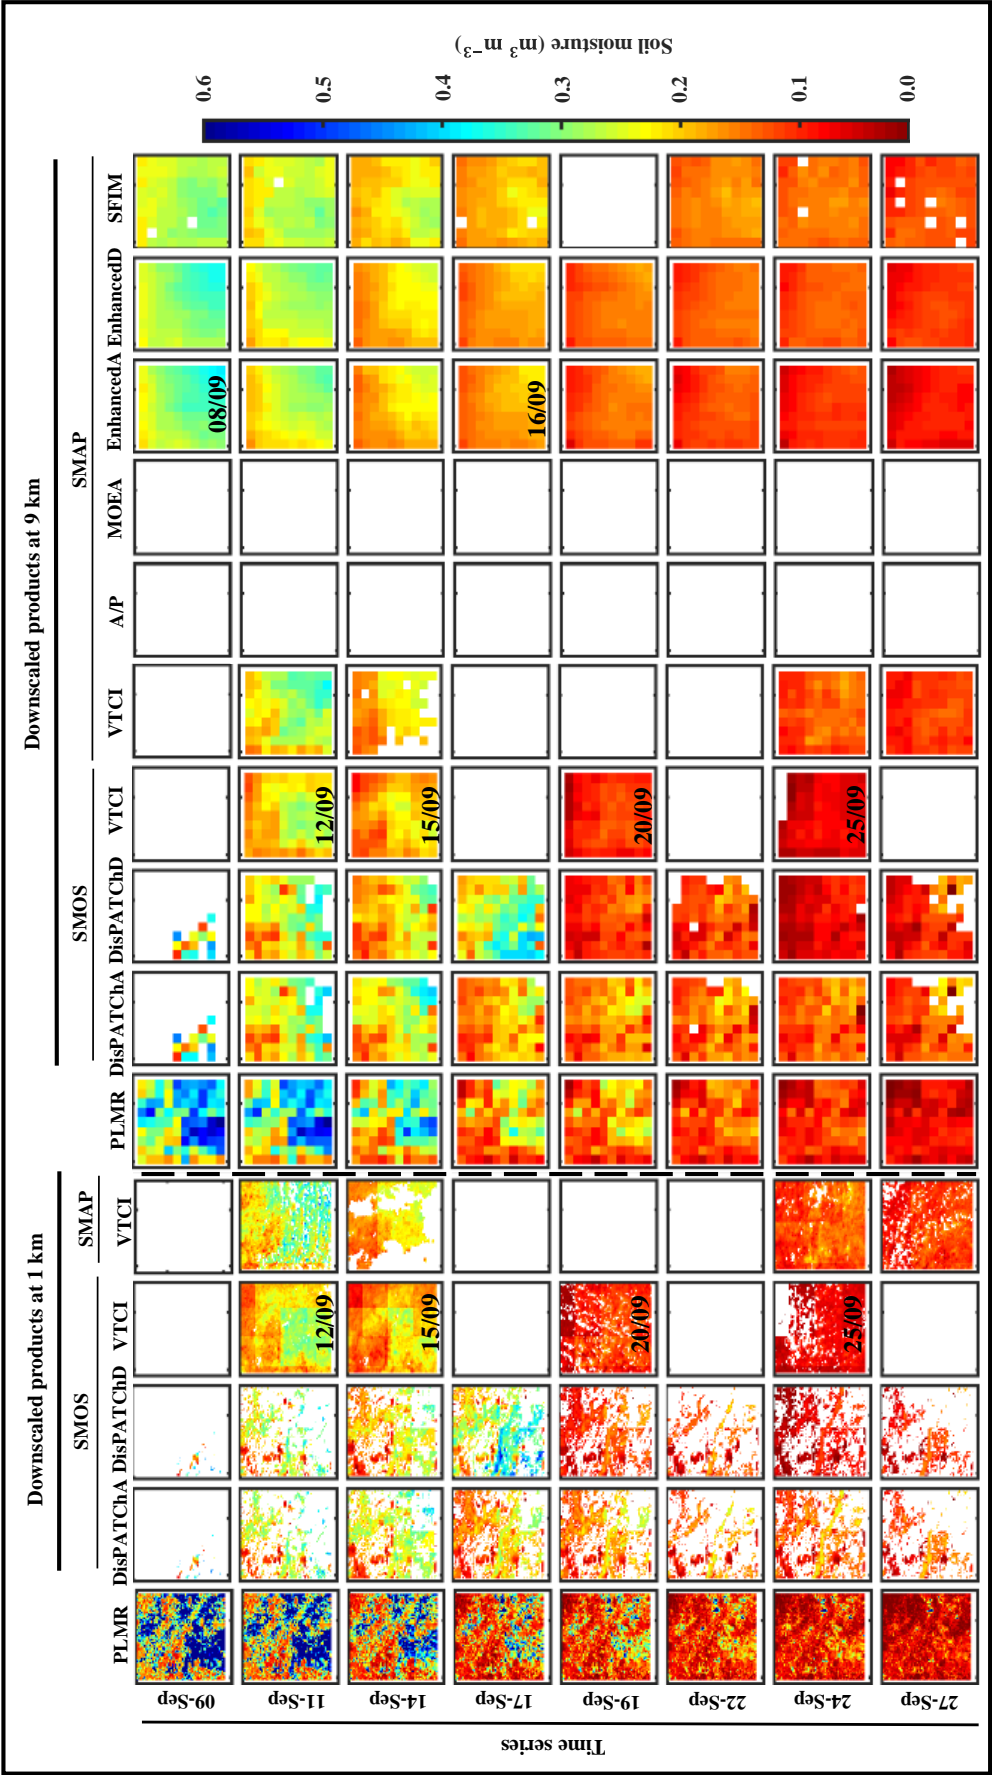 Downscaled products at 1 km
Downscaled products at 9 km
SMOS
SMAP
SMOS
SMAP
PLMR
DisPATChA
DisPATChD
VTCI
VTCI
PLMR
DisPATChA
DisPATChD
VTCI
VTCI
A/P
MOEA
EnhancedA
EnhancedD
SFIM
Time series
09-Sep
08/09
11-Sep
12/09
12/09
14-Sep
15/09
15/09
17-Sep
16/09
19-Sep
20/09
20/09
22-Sep
24-Sep
25/09
25/09
27-Sep
0.6
0.5
0.4
0.3
0.2
0.1
0.0
Soil moisture (m³ m⁻³)